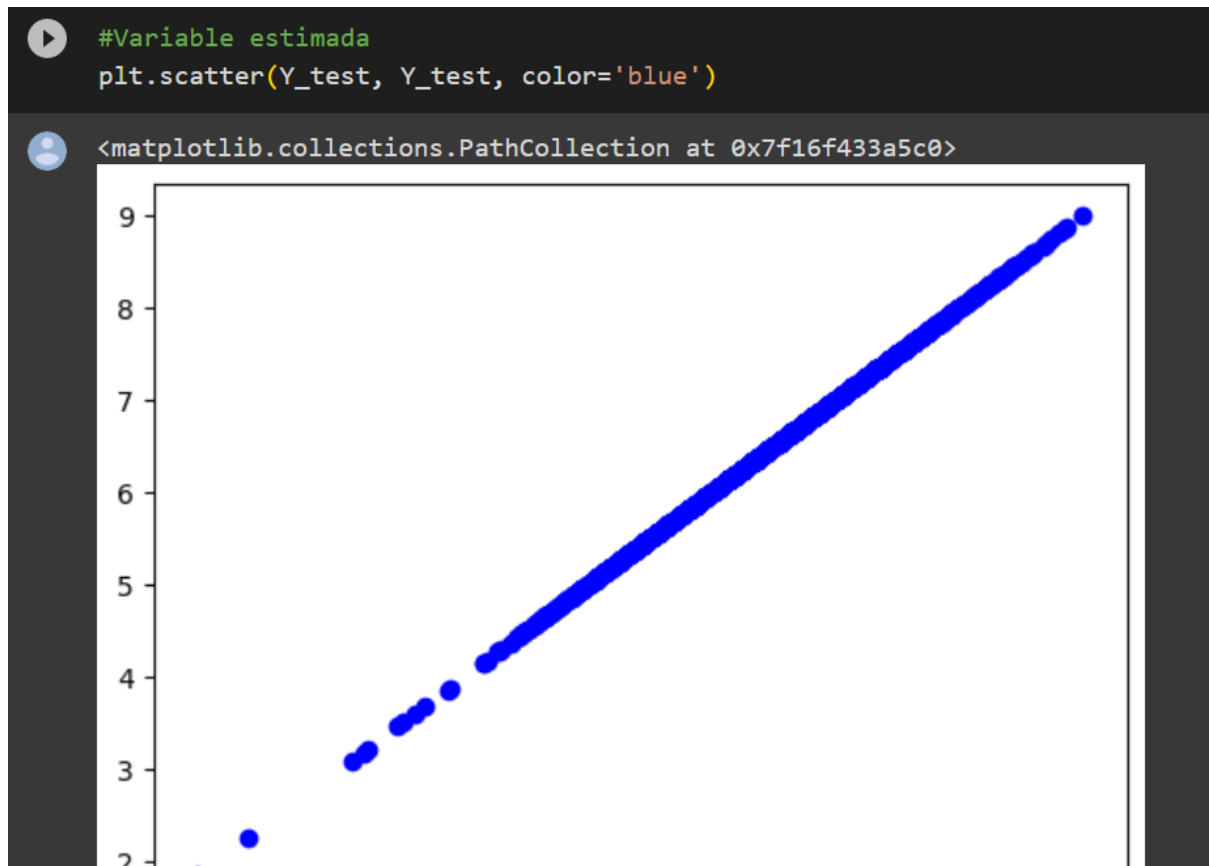 #Variable estimada
plt.scatter(Y_test, Y_test, color='blue')
<matplotlib.collections.PathCollection at 0x7f16f433a5c0>
9
8
7
6
5
4
3
2